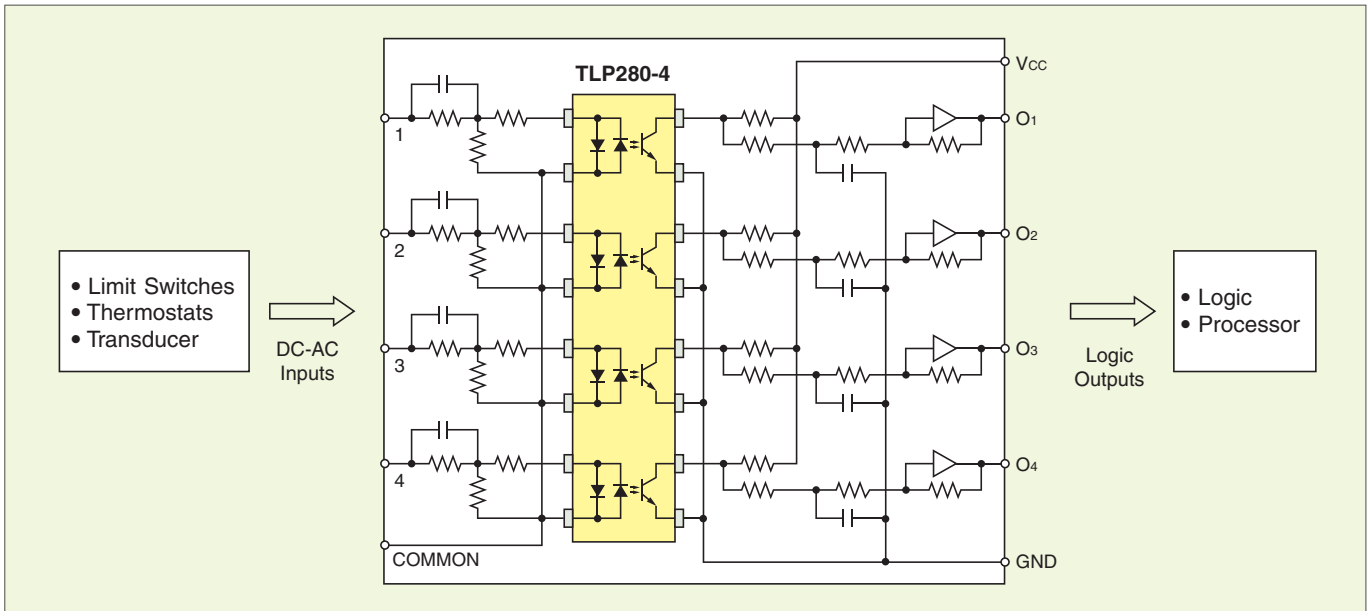 TLP280-4
VCC
1
O1
2
O2
• Limit Switches
• Thermostats
• Transducer
DC-AC
Inputs
3
O3
Logic
Outputs
• Logic
• Processor
4
O4
COMMON
GND